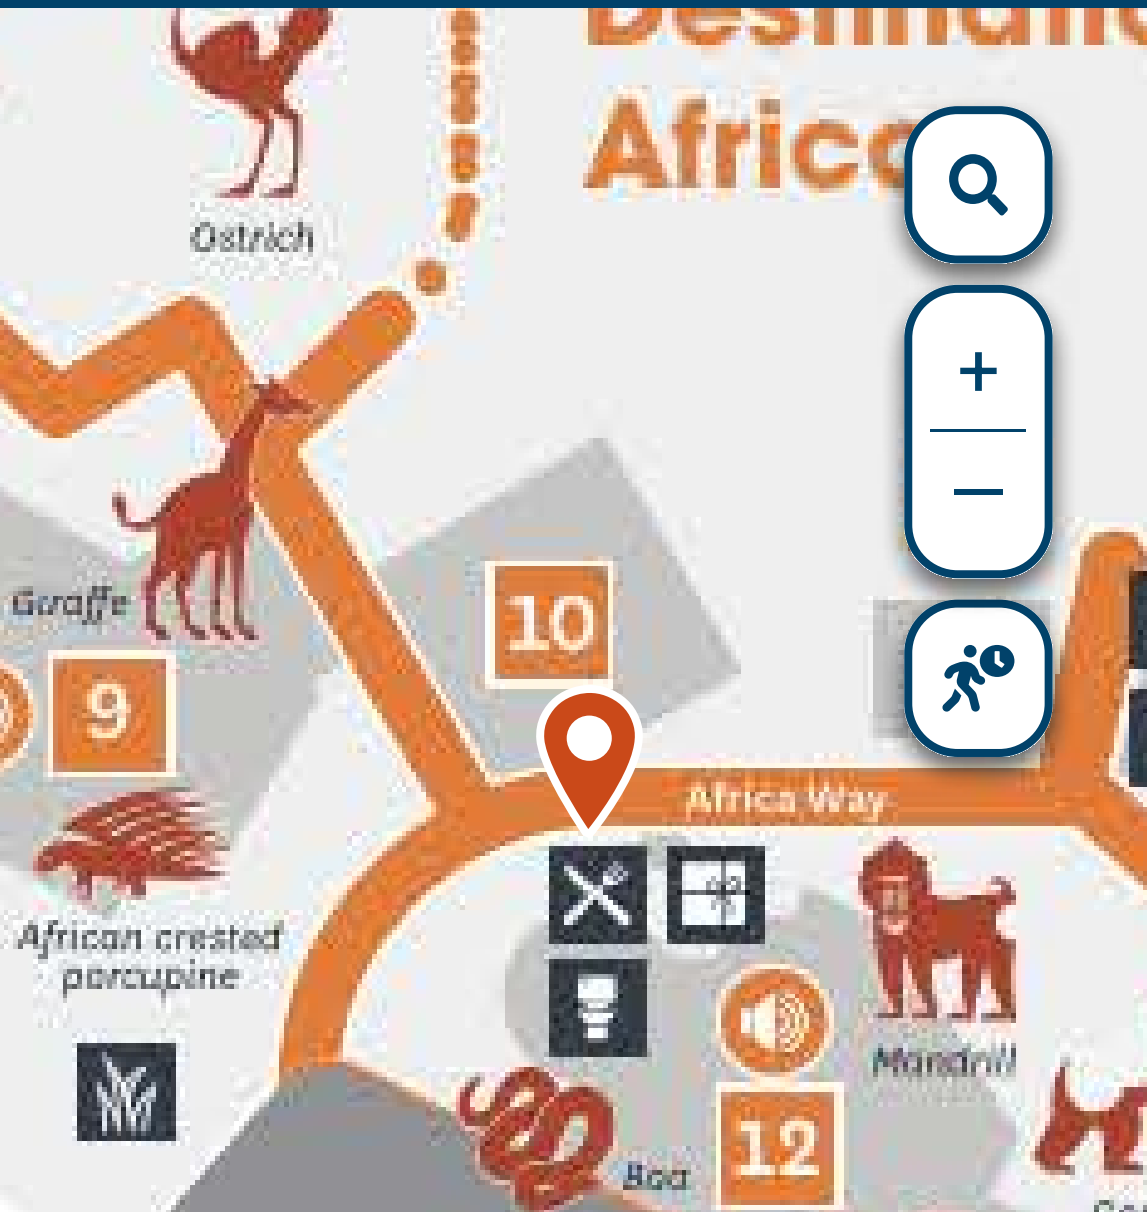 Africa
Ostrich
Giraffe
10
9
Africa Way
African crested
porcupine
Mandrill
12
Boa